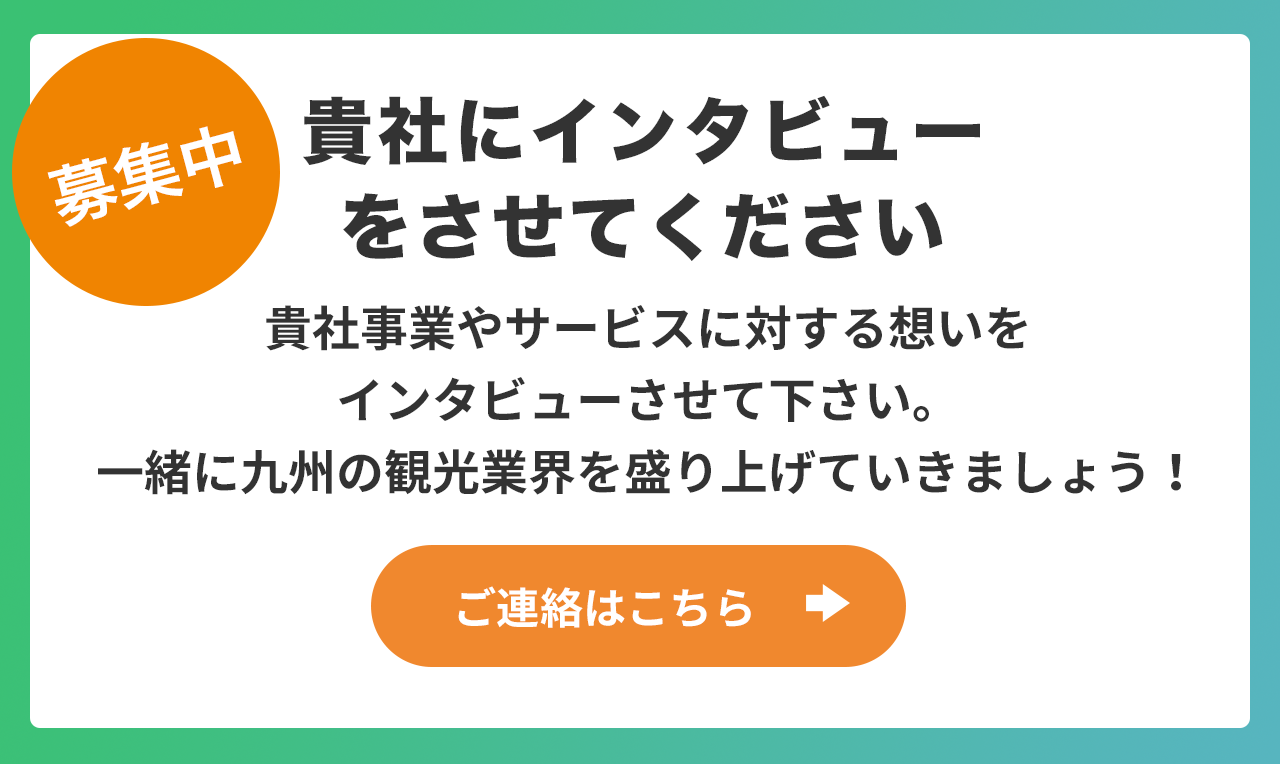 募集中
貴社にインタビュー
をさせてください
貴社事業やサービスに対する想いを
インタビューさせて下さい。
一緒に九州の観光業界を盛り上げていきましょう！
ご連絡はこちら